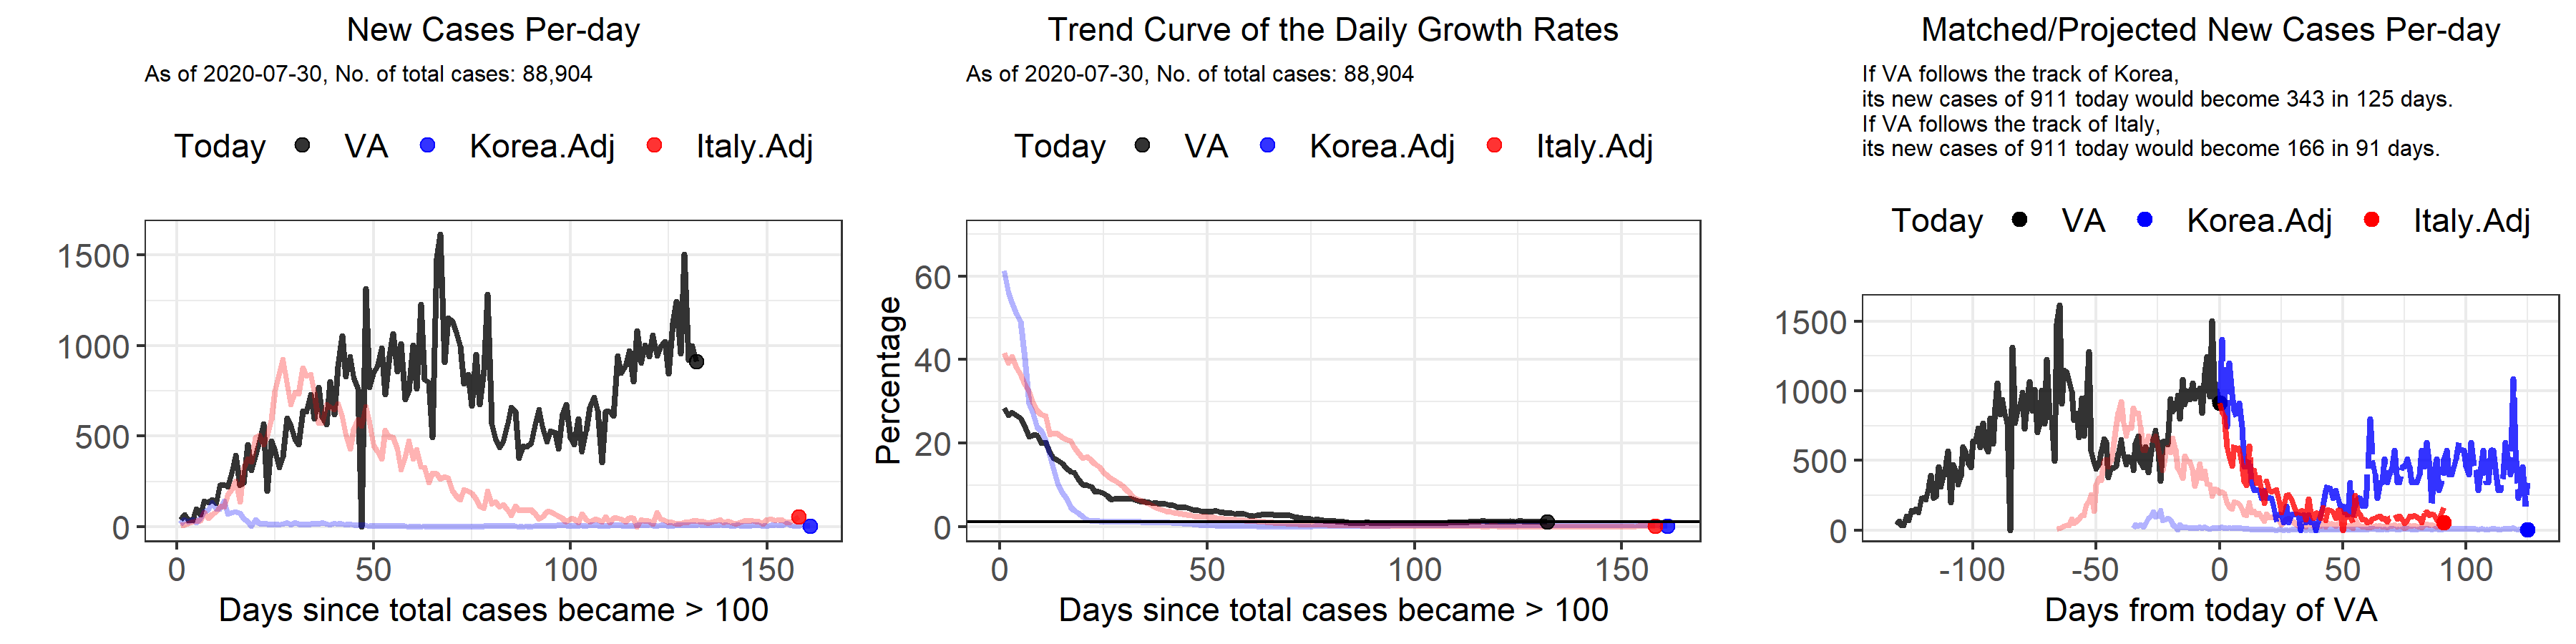 New Cases Per-day
As of 2020-07-30, No. of total cases: 88,904
Today VA Korea.Adj Italy.Adj
1500
1000
500
0
0 50 100 150
Days since total cases became > 100
Trend Curve of the Daily Growth Rates
As of 2020-07-30, No. of total cases: 88,904
Today VA Korea.Adj Italy.Adj
Percentage
60
40
20
0
0 50 100 150
Days since total cases became > 100
Matched/Projected New Cases Per-day
If VA follows the track of Korea,
its new cases of 911 today would become 343 in 125 days.
If VA follows the track of Italy,
its new cases of 911 today would become 166 in 91 days.
Today VA Korea.Adj Italy.Adj
1500
1000
500
0
-100 -50 0 50 100
Days from today of VA